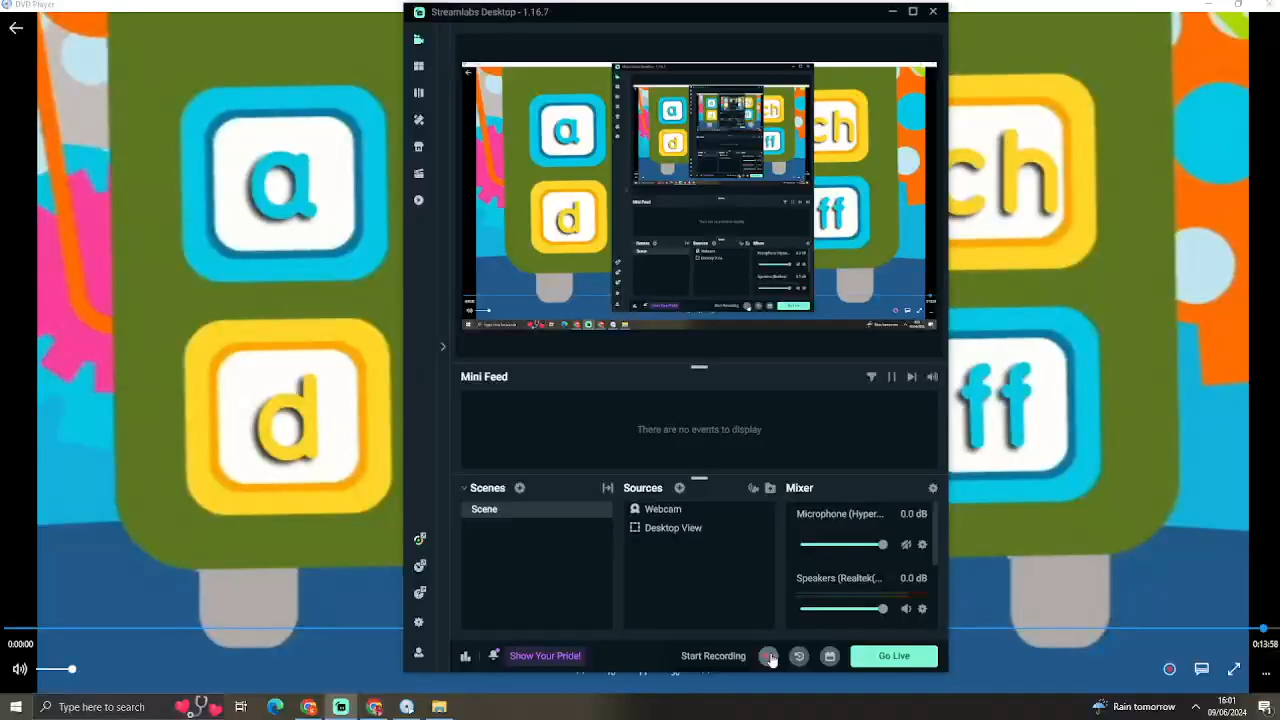 DVD Player
Streamlabs Desktop - 1.16.7
a
ch
d
ff
a
ch
d
ff
Mini Feed
There are no events to display
Scenes
Sources
Mixer
Scene
Webcam
Desktop View
Microphone (Hyper... 0.0 dB
Speakers (Realtek(... 0.0 dB
Show Your Pride!
Start Recording
Go Live
0:00:00
0:13:58
Type here to search
Rain tomorrow
16:01
09/06/2024